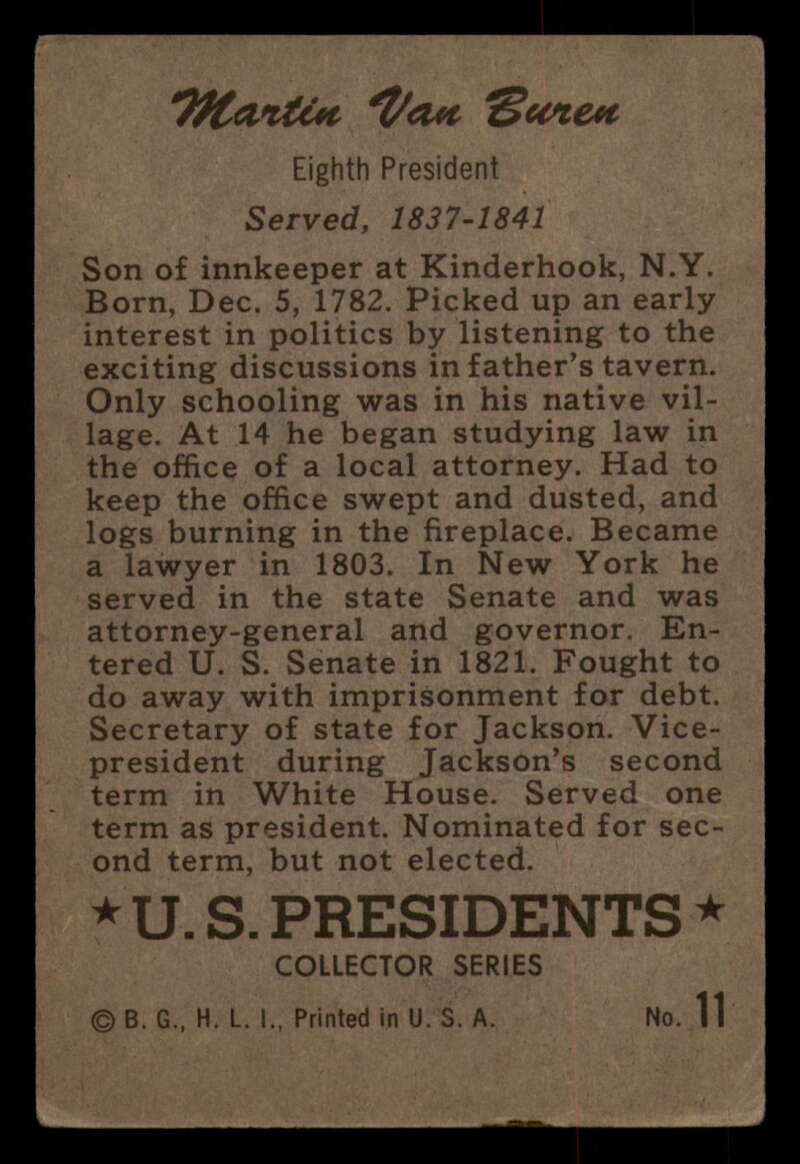 Martin Van Buren
Eighth President
Served, 1837-1841
Son of innkeeper at Kinderhook, N.Y.
Born, Dec. 5, 1782. Picked up an early
interest in politics by listening to the
exciting discussions in father's tavern.
Only schooling was in his native vil-
lage. At 14 he began studying law in
the office of a local attorney. Had to
keep the office swept and dusted, and
logs burning in the fireplace. Became
a lawyer in 1803. In New York he
served in the state Senate and was
attorney-general and governor. En-
tered U. S. Senate in 1821. Fought to
do away with imprisonment for debt.
Secretary of state for Jackson. Vice-
president during Jackson's second
term in White House. Served one
term as president. Nominated for sec-
ond term, but not elected.
★ U.S. PRESIDENTS ★
COLLECTOR SERIES
© B. G., H. L. I., Printed in U. S. A. No. 11